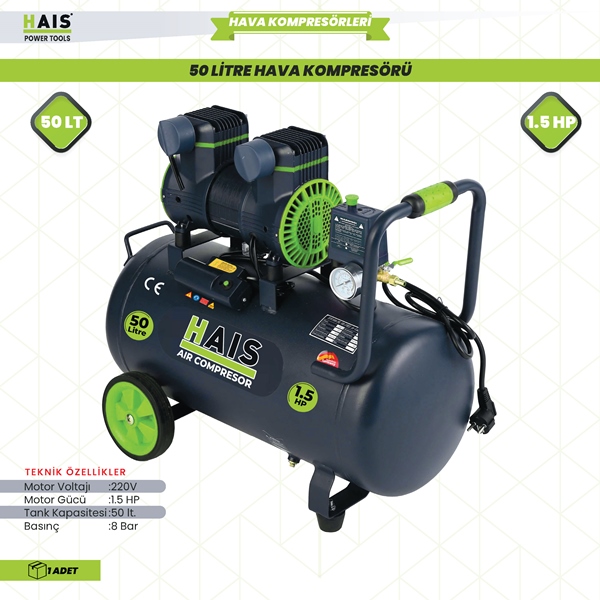 HAIS
POWER TOOLS
HAVA KOMPRESÖRLERİ
50 LİTRE HAVA KOMPRESÖRÜ
50 LT
1.5 HP
CE
50
Litre
HAIS
AIR COMPRESOR
1.5
HP
TEKNİK ÖZELLİKLER
Motor Voltajı :220V
Motor Gücü :1.5 HP
Tank Kapasitesi :50 lt.
Basınç :8 Bar
1 ADET